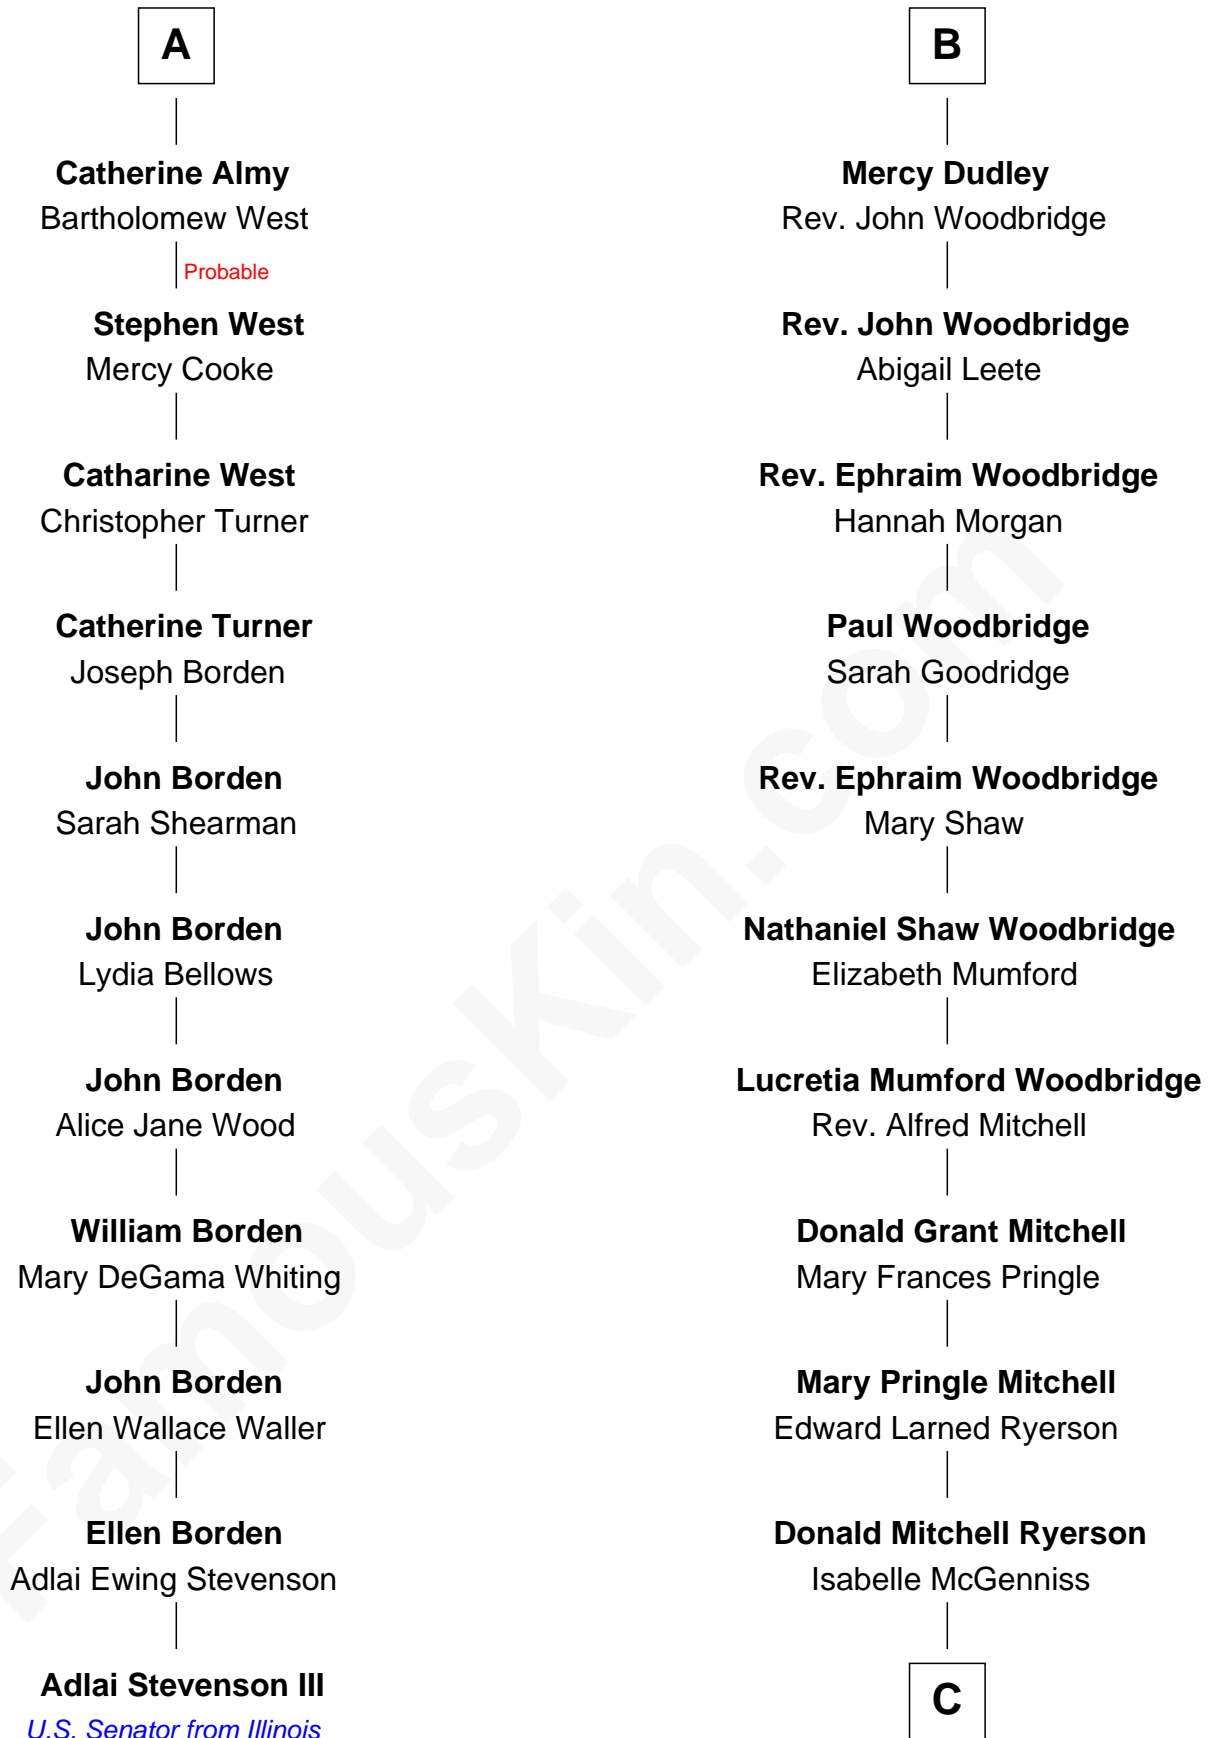 A
Catherine Almy
Bartholomew West
Probable
Stephen West
Mercy Cooke
Catharine West
Christopher Turner
Catherine Turner
Joseph Borden
John Borden
Sarah Shearman
John Borden
Lydia Bellows
John Borden
Alice Jane Wood
William Borden
Mary DeGama Whiting
John Borden
Ellen Wallace Waller
Ellen Borden
Adlai Ewing Stevenson
Adlai Stevenson III
U.S. Senator from Illinois
B
Mercy Dudley
Rev. John Woodbridge
Rev. John Woodbridge
Abigail Leete
Rev. Ephraim Woodbridge
Hannah Morgan
Paul Woodbridge
Sarah Goodridge
Rev. Ephraim Woodbridge
Mary Shaw
Nathaniel Shaw Woodbridge
Elizabeth Mumford
Lucretia Mumford Woodbridge
Rev. Alfred Mitchell
Donald Grant Mitchell
Mary Frances Pringle
Mary Pringle Mitchell
Edward Larned Ryerson
Donald Mitchell Ryerson
Isabelle McGenniss
C
FamousKin.com